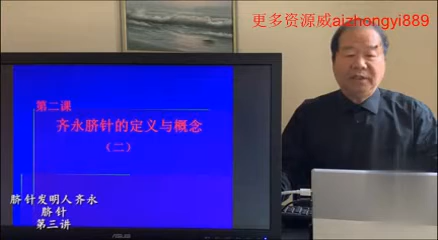 更多资源威aizhongyi889
第二课
齐永脐针的定义与概念
（二）
脐针发明人齐永
脐针
第三讲
ASUS